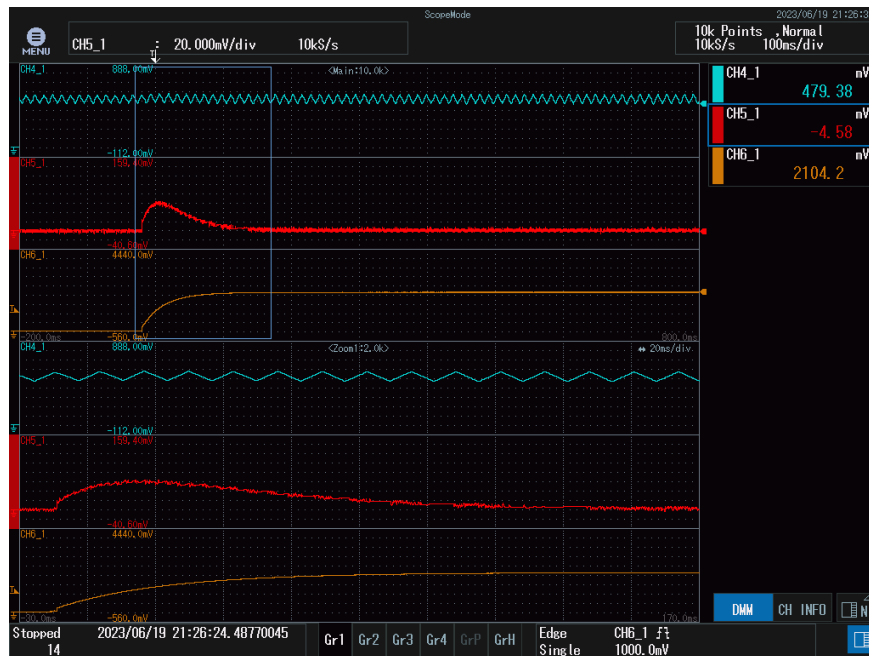 ScopeMode
2023/06/19 21:26:3
MENU
CH5_1 : 20.000mV/div 10kS/s
10k Points ,Normal
10kS/s 100ms/div
CH4_1 888.00mV <Main:10.0k>
-112.00mV
CH5_1 159.40mV
-40.60mV
CH6_1 4440.0mV
-200.0ms -560.0mV 800.0ms
CH4_1 888.00mV <Zoom1:2.0k> 20ms/div
-112.00mV
CH5_1 159.40mV
-40.60mV
CH6_1 4440.0mV
-30.0ms -560.0mV 170.0ms
CH4_1 mV
479.38
CH5_1 mV
-4.58
CH6_1 mV
2104.2
DMM CH INFO N
Stopped 2023/06/19 21:26:24.48770045
14
Gr1 Gr2 Gr3 Gr4 GrP GrH
Edge CH6_1
Single 1000.0mV